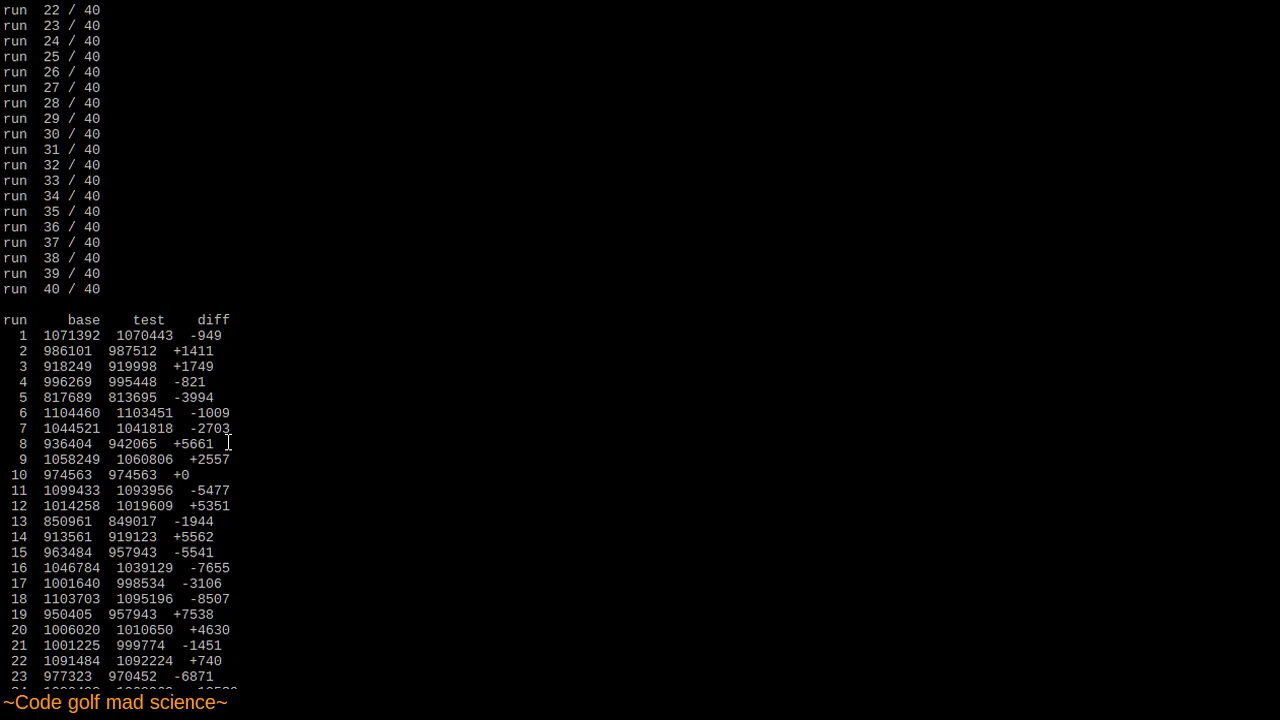 run  22 / 40
run  23 / 40
run  24 / 40
run  25 / 40
run  26 / 40
run  27 / 40
run  28 / 40
run  29 / 40
run  30 / 40
run  31 / 40
run  32 / 40
run  33 / 40
run  34 / 40
run  35 / 40
run  36 / 40
run  37 / 40
run  38 / 40
run  39 / 40
run  40 / 40
run     base    test    diff
  1  1071392  1070443  -949
  2  986101  987512  +1411
  3  918249  919998  +1749
  4  996269  995448  -821
  5  817689  813695  -3994
  6  1104460  1103451  -1009
  7  1044521  1041818  -2703
  8  936404  942065  +5661
  9  1058249  1060806  +2557
 10  974563  974563  +0
 11  1099433  1093956  -5477
 12  1014258  1019609  +5351
 13  850961  849017  -1944
 14  913561  919123  +5562
 15  963484  957943  -5541
 16  1046784  1039129  -7655
 17  1001640  998534  -3106
 18  1103703  1095196  -8507
 19  950405  957943  +7538
 20  1006020  1010650  +4630
 21  1001225  999774  -1451
 22  1091484  1092224  +740
 23  977323  970452  -6871
~Code golf mad science~